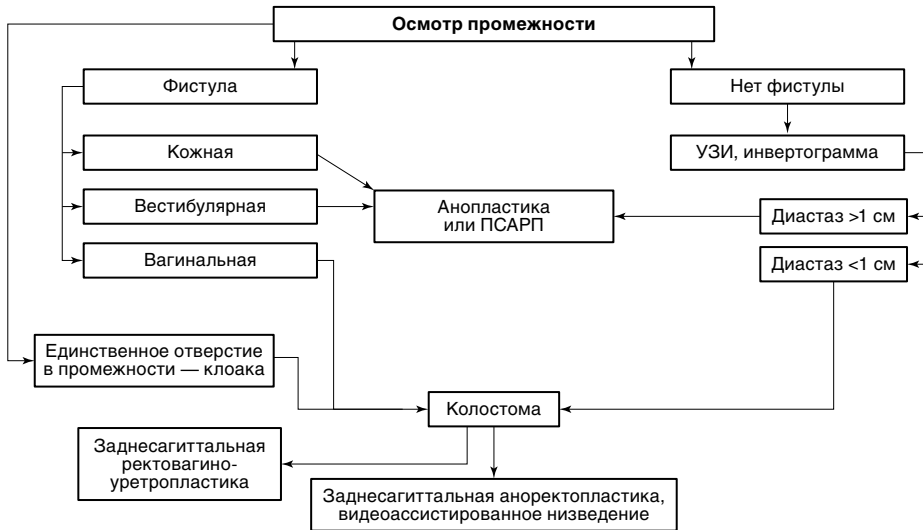 Осмотр промежности
Фистула
Нет фистулы
Кожная
УЗИ, инвертограмма
Вестибулярная
Анопластика
или ПСАРП
Диастаз >1 см
Вагинальная
Диастаз <1 см
Единственное отверстие
в промежности — клоака
Колостома
Заднесагиттальная
ректовагино-
уретропластика
Заднесагиттальная аноректопластика,
видеоассистированное низведение